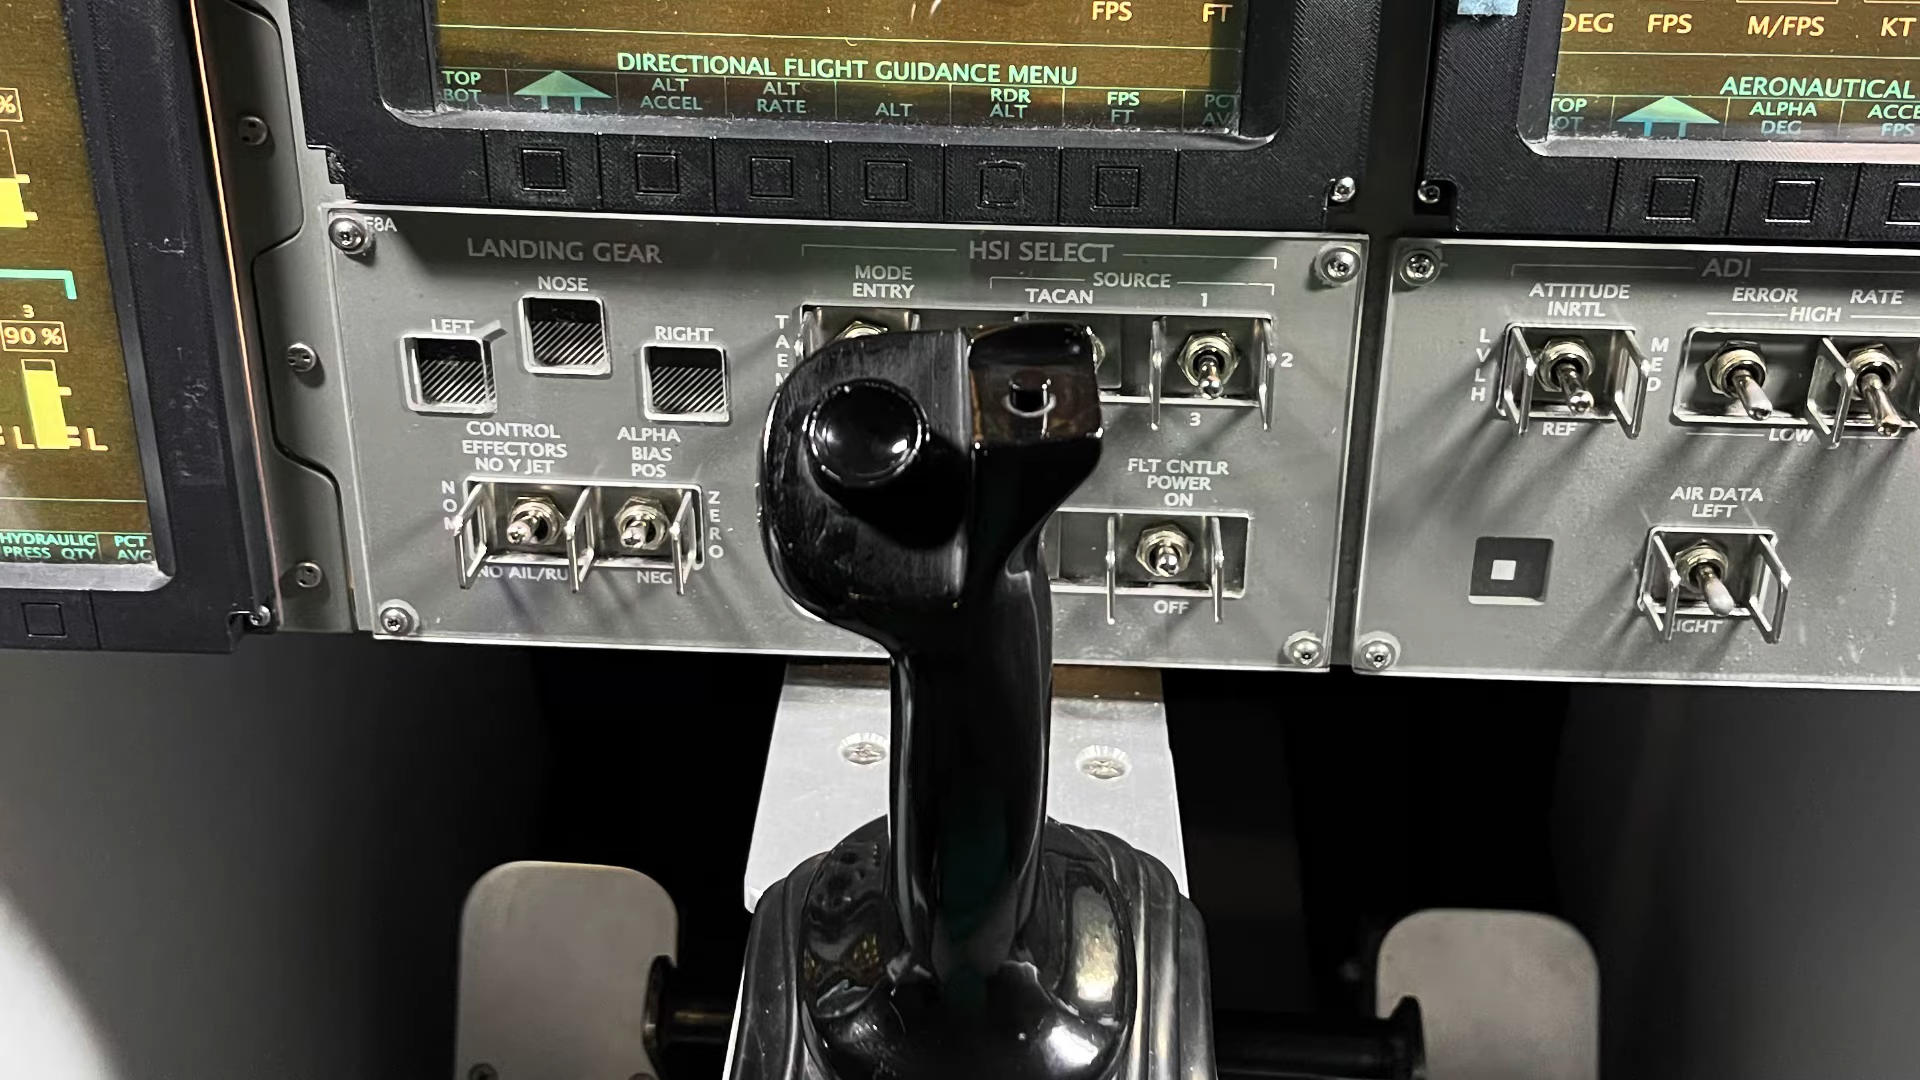 %
3
90 %
L
L
HYDRAULIC PCT
PRESS QTY AVG
FPS FT
DIRECTIONAL FLIGHT GUIDANCE MENU
TOP
BOT
ALT
ACCEL
ALT
RATE
ALT
RDR
ALT
FPS
FT
DEG FPS M/FPS KT
AERONAUTICAL
ALPHA
DEG
FPS
LANDING GEAR
NOSE
LEFT
RIGHT
CONTROL
EFFECTORS
NO Y JET
NOM
ALPHA
BIAS
POS
ZERO
NEG
HSI SELECT
MODE
ENTRY
SOURCE
TACAN
1
2
3
FLT CNTLR
POWER
ON
OFF
ADI
ATTITUDE
INRTL
LVLH
REF
ERROR RATE
HIGH
MED
LOW
AIR DATA
LEFT